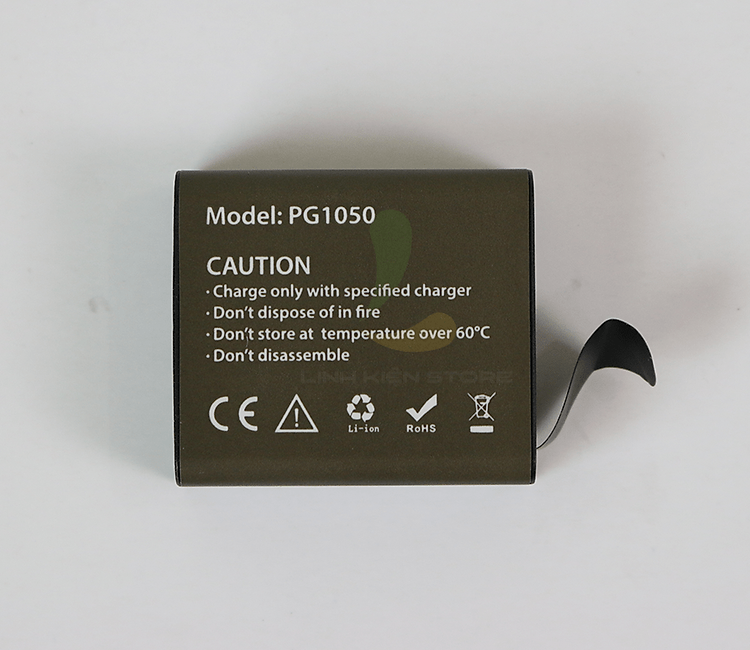 Model: PG1050
CAUTION
· Charge only with specified charger
· Don't dispose of in fire
· Don't store at temperature over 60°C
· Don't disassemble
LINH KIỆN STORE
CE
Li-ion
RoHS